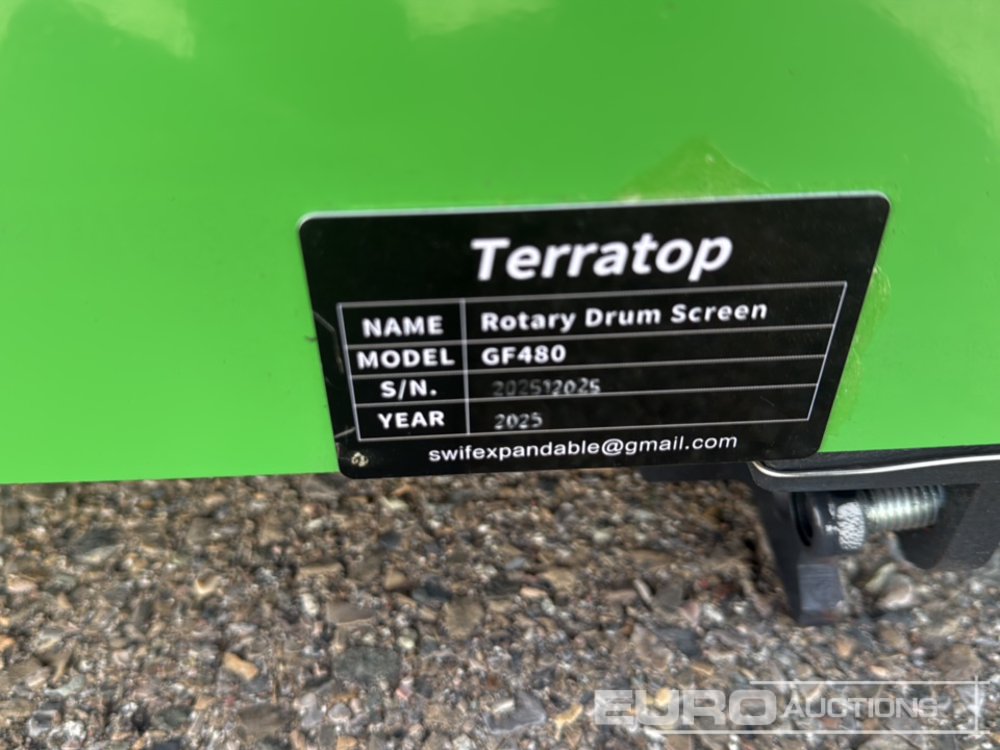 Terratop
NAME Rotary Drum Screen
MODEL GF480
S/N. 202512025
YEAR 2025
swifexpandable@gmail.com
EURO AUCTIONS